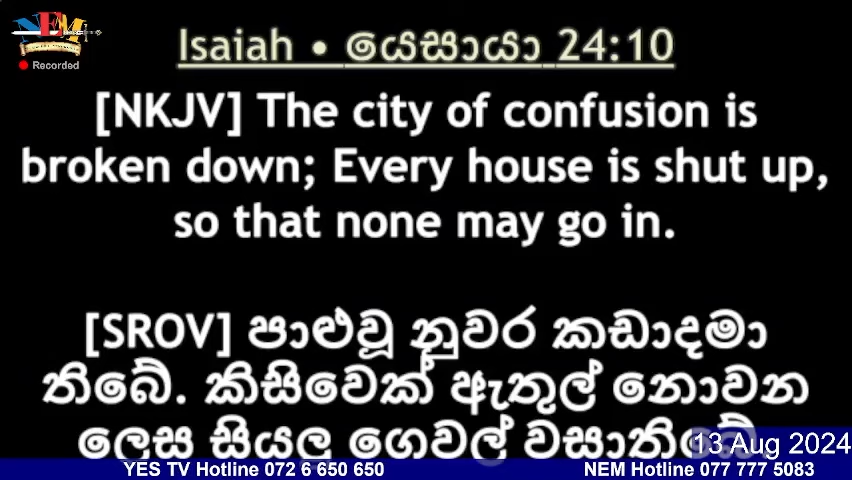 NEM
Recorded
Isaiah • යෙසායා 24:10
[NKJV] The city of confusion is
broken down; Every house is shut up,
so that none may go in.
[SROV] පාළුවූ නුවර කඩාදමා
තිබේ. කිසිවෙක් ඇතුල් නොවන
ලෙස සියලු ගෙවල් වසාතිබේ.
13 Aug 2024
YES TV Hotline 072 6 650 650
NEM Hotline 077 777 5083